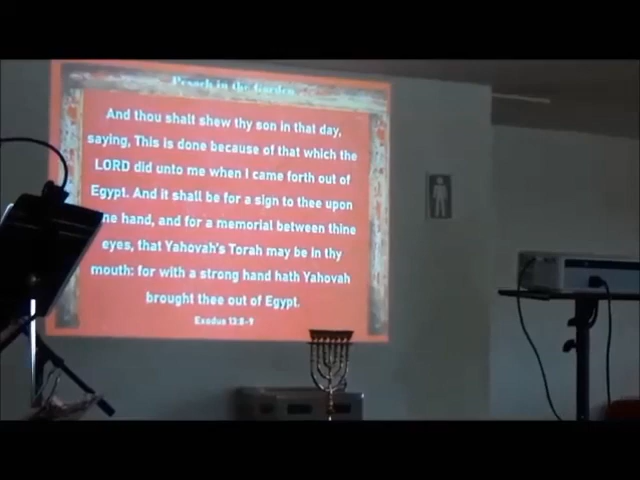 Pesach in the Garden
And thou shalt shew thy son in that day,
saying, This is done because of that which the
LORD did unto me when I came forth out of
Egypt. And it shall be for a sign to thee upon
ne hand, and for a memorial between thine
eyes, that Yahovah's Torah may be in thy
mouth: for with a strong hand hath Yahovah
brought thee out of Egypt.
Exodus 13:8-9